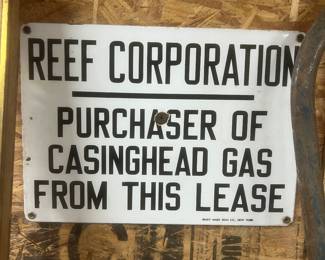 REEF CORPORATION
PURCHASER OF
CASINGHEAD GAS
FROM THIS LEASE